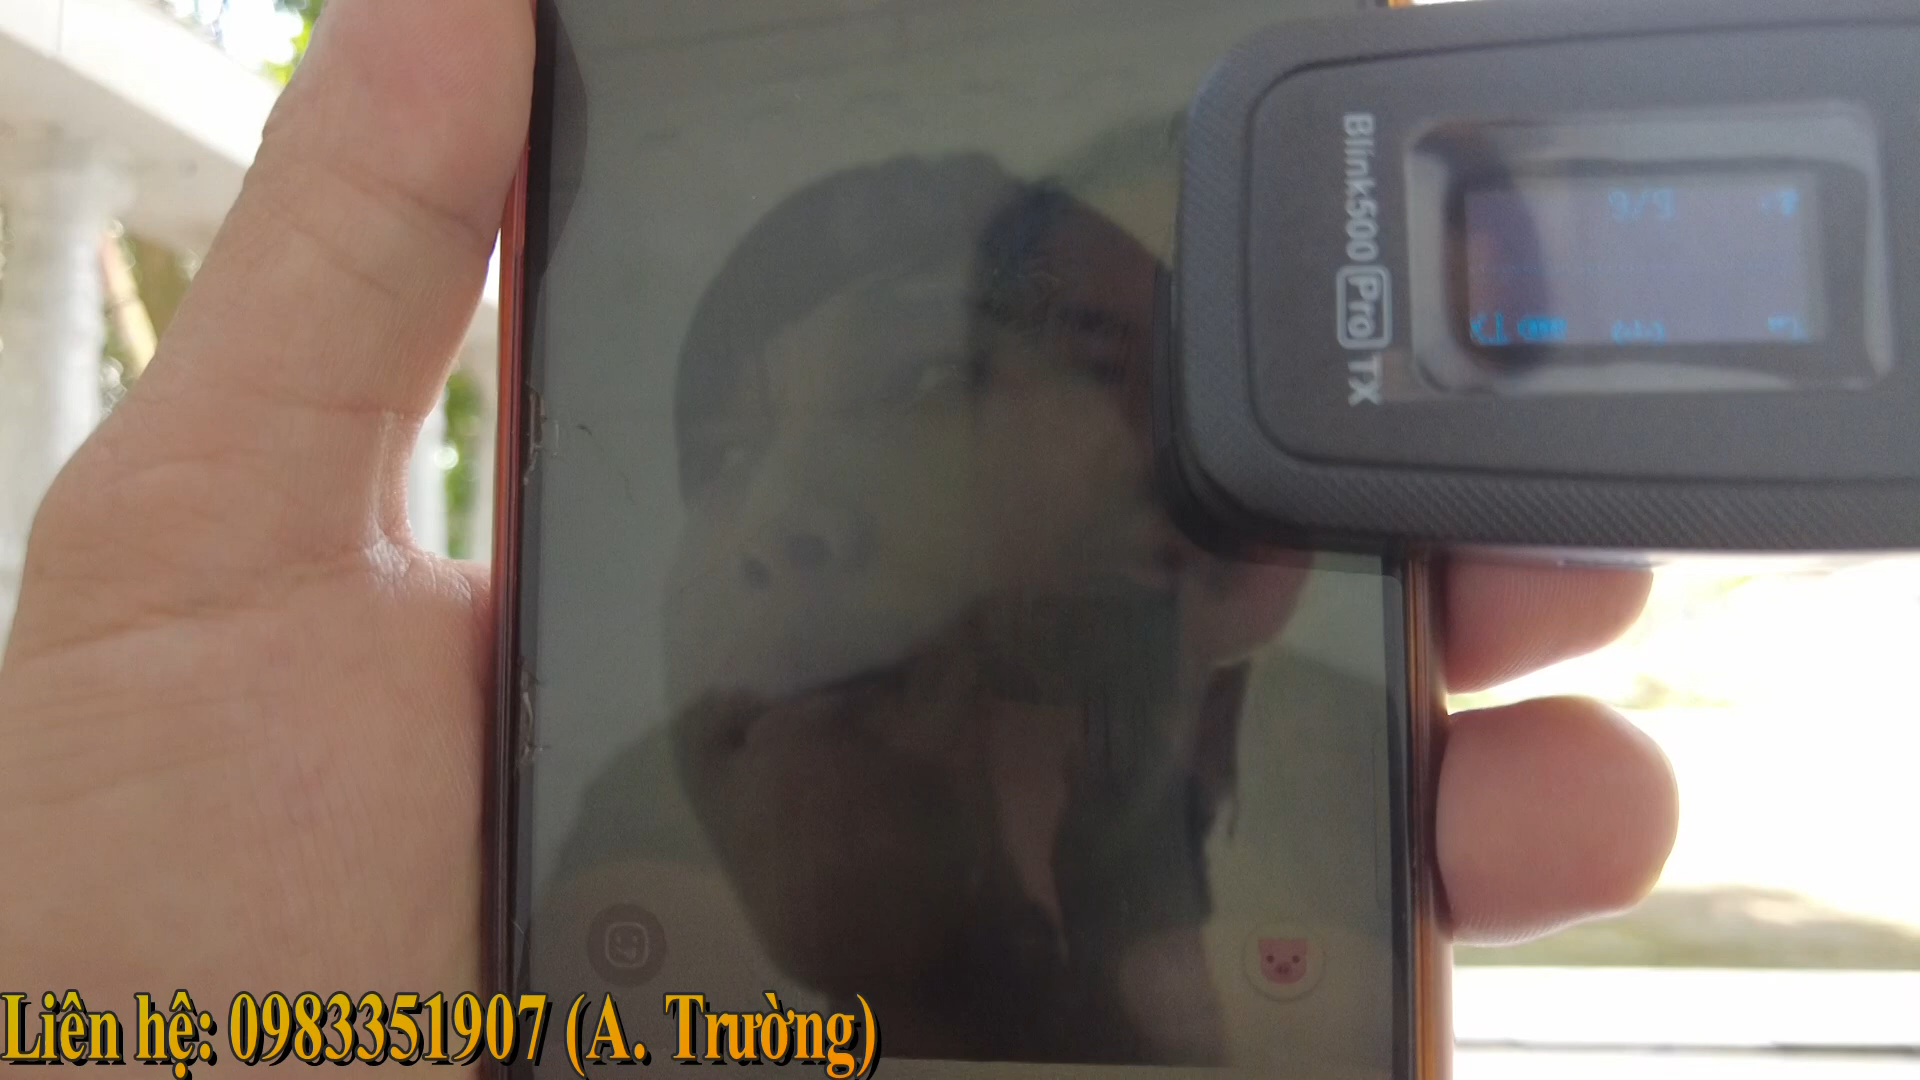 Blink500 Pro TX
Liên hệ: 0983351907 (A. Trường)